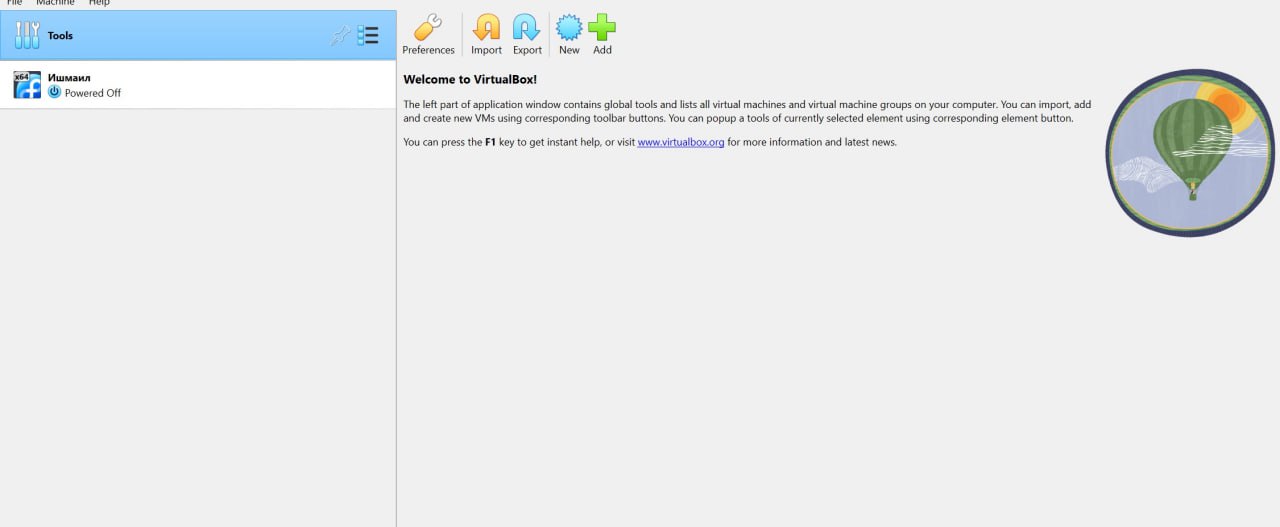 File Machine Help
Tools
x64
Ишмаил
Powered Off
Preferences Import Export New Add
Welcome to VirtualBox!
The left part of application window contains global tools and lists all virtual machines and virtual machine groups on your computer. You can import, add
and create new VMs using corresponding toolbar buttons. You can popup a tools of currently selected element using corresponding element button.
You can press the F1 key to get instant help, or visit www.virtualbox.org for more information and latest news.